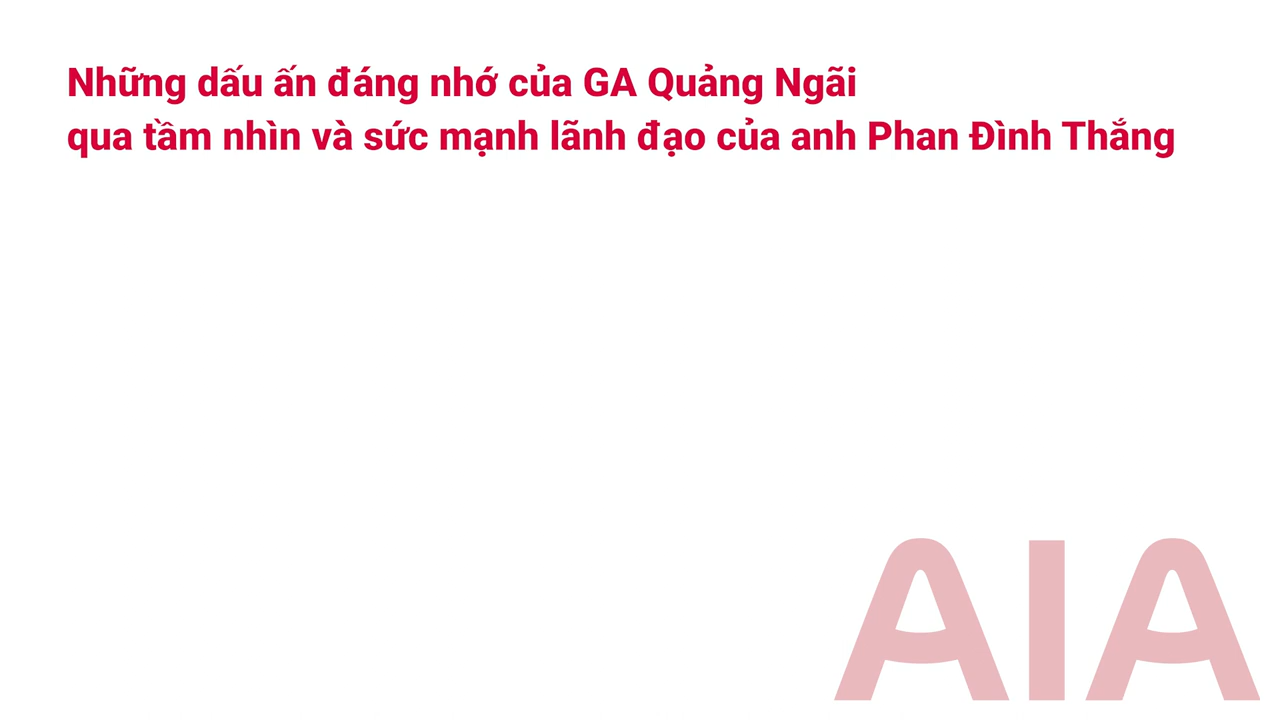 Những dấu ấn đáng nhớ của GA Quảng Ngãi
qua tầm nhìn và sức mạnh lãnh đạo của anh Phan Đình Thắng
AIA